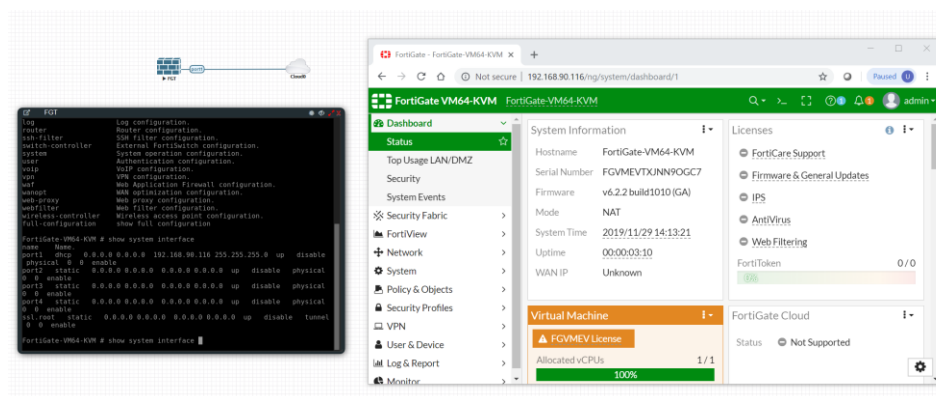 port1
FGT
Cloud0
FGT
log Log configuration.
router Router configuration.
ssh-filter SSH filter configuration.
switch-controller External FortiSwitch configuration.
system System operation configuration.
user Authentication configuration.
voip VoIP configuration.
vpn VPN configuration.
waf Web Application Firewall configuration.
wanopt WAN optimization configuration.
web-proxy Web proxy configuration.
webfilter Web filter configuration.
wireless-controller Wireless access point configuration.
full-configuration show full configuration
FortiGate-VM64-KVM # show system interface
name Name.
port1 dhcp 0.0.0.0 0.0.0.0 192.168.90.116 255.255.255.0 up disable
physical 0 0 enable
port2 static 0.0.0.0 0.0.0.0 0.0.0.0 0.0.0.0 up disable physical
0 0 enable
port3 static 0.0.0.0 0.0.0.0 0.0.0.0 0.0.0.0 up disable physical
0 0 enable
port4 static 0.0.0.0 0.0.0.0 0.0.0.0 0.0.0.0 up disable physical
0 0 enable
ssl.root static 0.0.0.0 0.0.0.0 0.0.0.0 0.0.0.0 up disable tunnel
0 0 enable
FortiGate-VM64-KVM # show system interface
FortiGate - FortiGate-VM64-KVM
Not secure | 192.168.90.116/ng/system/dashboard/1
Paused U
FortiGate VM64-KVM FortiGate-VM64-KVM
admin
Dashboard
Status
Top Usage LAN/DMZ
Security
System Events
Security Fabric
FortiView
Network
System
Policy & Objects
Security Profiles
VPN
User & Device
Log & Report
Monitor
System Information
Hostname FortiGate-VM64-KVM
Serial Number FGVMEVTXJNN9OGC7
Firmware v6.2.2 build1010 (GA)
Mode NAT
System Time 2019/11/29 14:13:21
Uptime 00:00:03:10
WAN IP Unknown
Licenses
FortiCare Support
Firmware & General Updates
IPS
AntiVirus
Web Filtering
FortiToken 0/0
0%
Virtual Machine
FGVMEV License
Allocated vCPUs 1/1
100%
FortiGate Cloud
Status Not Supported